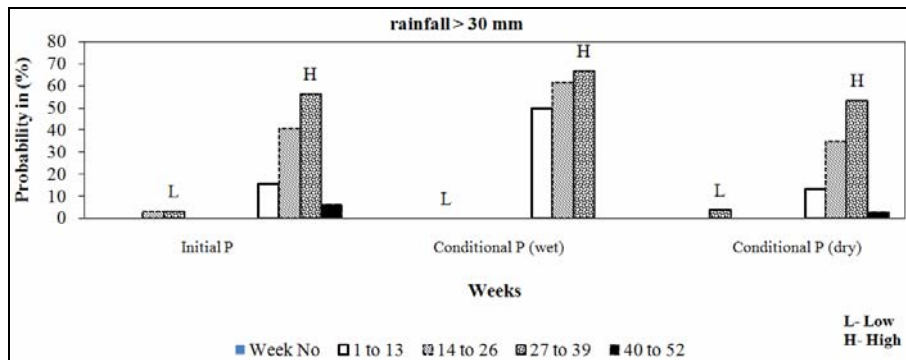 rainfall > 30 mm
Probability in (%)
80
70
60
50
40
30
20
10
0
L
H
L
H
L
H
Initial P
Conditional P (wet)
Conditional P (dry)
Weeks
L- Low
H- High
Week No
1 to 13
14 to 26
27 to 39
40 to 52